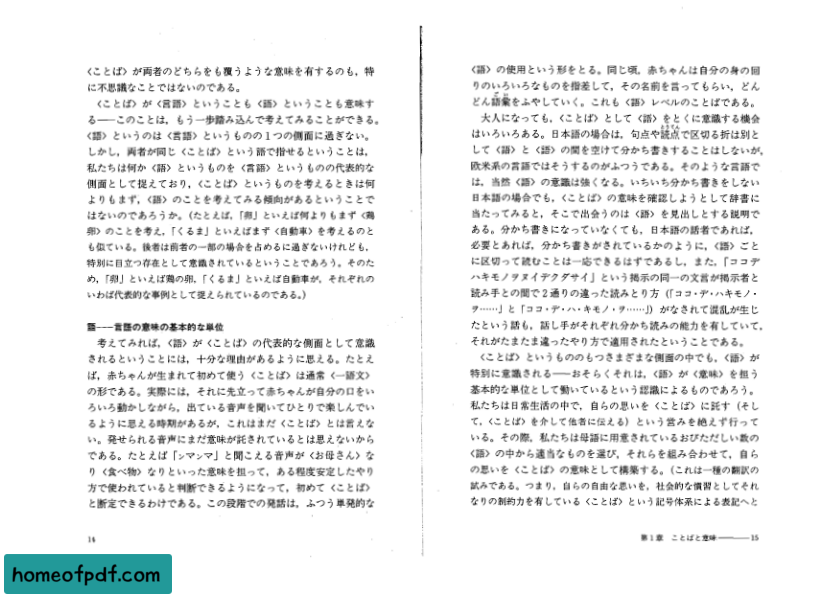 〈ことば〉が両者のどちらをも覆うような意味を有するのも，特
に不思議なことではないのである。
〈ことば〉が〈言語〉ということも〈語〉ということも意味す
る──このことは，もう一歩踏み込んで考えてみることができる。
〈語〉というのは〈言語〉というものの1つの側面に過ぎない。
しかし，両者が同じ〈ことば〉という語で指せるということは，
私たちは何か〈語〉というものを〈言語〉というものの代表的な
側面として捉えており，〈ことば〉というものを考えるときは何
よりもまず，〈語〉のことを考えてみる傾向があるということで
はないのであろうか。（たとえば，「卵」といえば何よりもまず〈鶏
卵〉のことを考え，「くるま」といえばまず〈自動車〉を考えるのと
も似ている。後者は前者の一部の場合を占めるに過ぎないけれども，
特別に目立つ存在として意識されているということであろう。そのた
め，「卵」といえば鶏の卵，「くるま」といえば自動車が，それぞれの
いわば代表的な事例として捉えられているのである。）
語──言語の意味の基本的な単位
考えてみれば，〈語〉が〈ことば〉の代表的な側面として意識
されるということには，十分な理由があるように思える。たとえ
ば，赤ちゃんが生まれて初めて使う〈ことば〉は通常〈一語文〉
の形である。実際には，それに先立って赤ちゃんが自分の口をい
ろいろ動かしながら，出ている音声を聞いてひとりで楽しんでい
るように思える時期があるが，これはまだ〈ことば〉とは言えな
い。発せられる音声にまだ意味が託されているとは思えないから
である。たとえば「シマンマ」と聞こえる音声が〈お母さん〉な
り〈食べ物〉なりといった意味を担って，ある程度安定したやり
方で使われていると判断できるようになって，初めて〈ことば〉
と断定できるわけである。この段階での発話は，ふつう単発的な
14
〈語〉の使用という形をとる。同じ頃，赤ちゃんは自分の身の回
りのいろいろなものを指差して，その名前を言ってもらい，どん
どん語彙をふやしていく。これも〈語〉レベルのことばである。
大人になっても，〈ことば〉として〈語〉をとくに意識する機会
はいろいろある。日本語の場合は，句点や読点で区切る折は別と
して〈語〉と〈語〉の間を空けて分かち書きすることはしないが，
欧米系の言語ではそうするのがふつうである。そのような言語で
は，当然〈語〉の意識は強くなる。いちいち分かち書きをしない
日本語の場合でも，〈ことば〉の意味を確認しようとして辞書に
当たってみると，そこで出会うのは〈語〉を見出しとする説明で
ある。分かち書きになっていなくても，日本語の話者であれば，
必要とあれば，分かち書きがされているかのように，〈語〉ごと
に区切って読むことは一応できるはずであるし，また，「ココデ
ハキモノヲヌイデクダサイ」という掲示の同一の文言が掲示者と
読み手との間で2通りの違った読みとり方（「ココ・デ・ハキモノ・
ヲ……」と「ココ・デ・ハ・キモノ・ヲ……」）がなされて混乱が生じ
たという話も，話し手がそれぞれ分かち読みの能力を有していて，
それがたまたま違ったやり方で適用されたということである。
〈ことば〉というもののもつさまざまな側面の中でも，〈語〉が
特別に意識される──おそらくそれは，〈語〉が〈意味〉を担う
基本的な単位として働いているという認識によるものであろう。
私たちは日常生活の中で，自らの思いを〈ことば〉に託す（そし
て，〈ことば〉を介して他者に伝える）という営みを絶えず行って
いる。その際，私たちは母語に用意されているおびただしい数の
〈語〉の中から適当なものを選び，それらを組み合わせて，自ら
の思いを〈ことば〉の意味として構築する。（これは一種の翻訳の
試みである。つまり，自らの自由な思いを，社会的な慣習としてそれ
なりの制約力を有している〈ことば〉という記号体系による表記へと
第1章 ことばと意味──15
homeofpdf.com